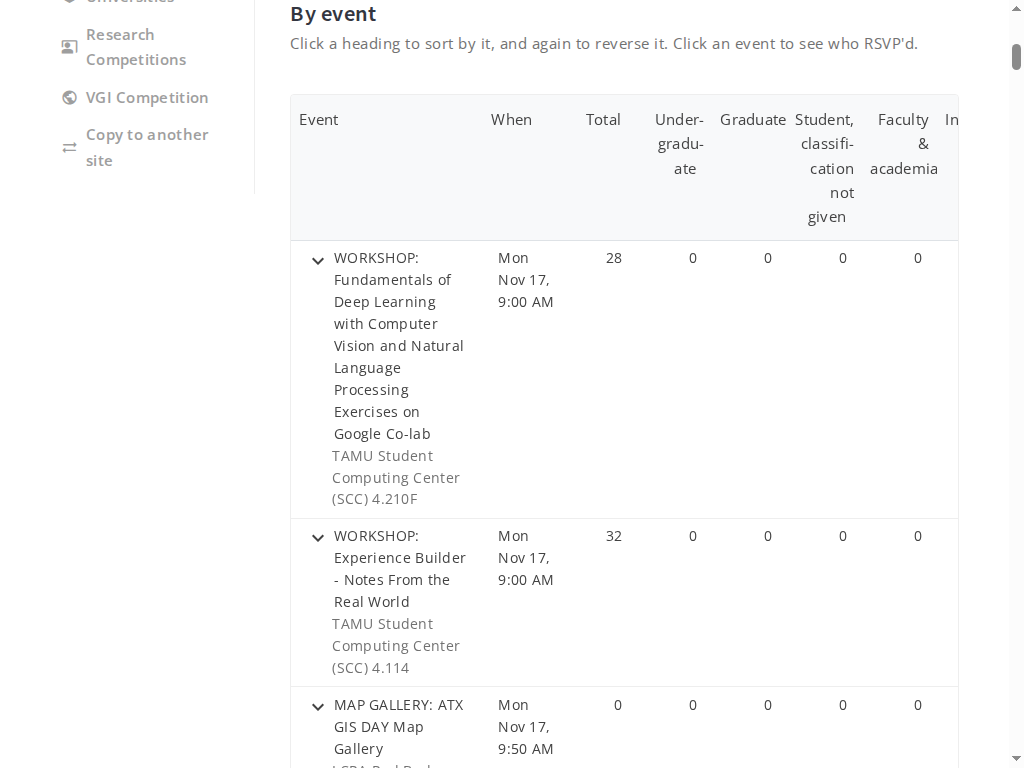 Universities
Research
Competitions
VGI Competition
Copy to another
site
By event
Click a heading to sort by it, and again to reverse it. Click an event to see who RSVP'd.
Event When Total Under- Graduate Student, Faculty In
gradu- classifi- &
ate cation academia
not
given
WORKSHOP: Mon 28 0 0 0 0
Fundamentals of Nov 17,
Deep Learning 9:00 AM
with Computer
Vision and Natural
Language
Processing
Exercises on
Google Co-lab
TAMU Student
Computing Center
(SCC) 4.210F
WORKSHOP: Mon 32 0 0 0 0
Experience Builder Nov 17,
- Notes From the 9:00 AM
Real World
TAMU Student
Computing Center
(SCC) 4.114
MAP GALLERY: ATX Mon 0 0 0 0 0
GIS DAY Map Nov 17,
Gallery 9:50 AM